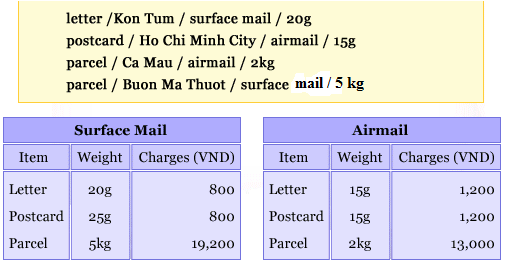 letter /Kon Tum / surface mail / 20g
postcard / Ho Chi Minh City / airmail / 15g
parcel / Ca Mau / airmail / 2kg
parcel / Buon Ma Thuot / surface mail / 5 kg
Surface Mail
Item Weight Charges (VND)
Letter 20g 800
Postcard 25g 800
Parcel 5kg 19,200
Airmail
Item Weight Charges (VND)
Letter 15g 1,200
Postcard 15g 1,200
Parcel 2kg 13,000